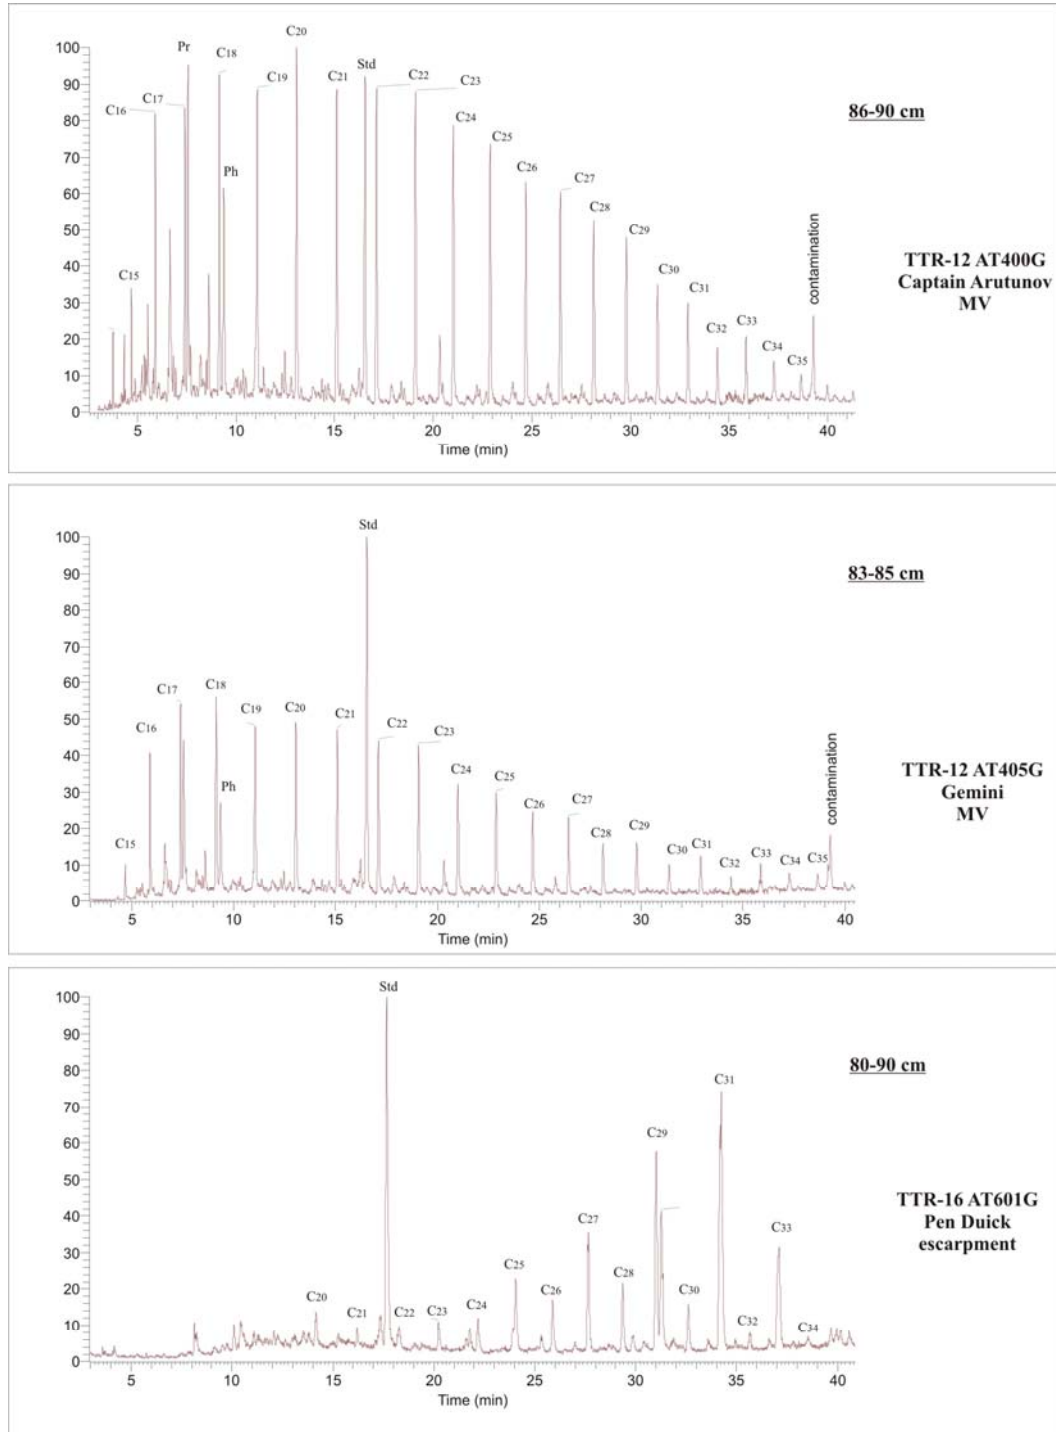 C20
Pr
C18
Std
C19
C21
C22
C23
C17
C16
C24
C25
C26
Ph
C27
C28
C29
C15
C30
C31
C32
C33
C34
C35
contamination
86-90 cm
TTR-12 AT400G
Captain Arutunov
MV
100
90
80
70
60
50
40
30
20
10
0
5 10 15 20 25 30 35 40
Time (min)
Std
C17
C18
C16
C19
C20
C21
C22
C23
Ph
C24
C25
C26
C27
C28
C29
C15
C30
C31
C32
C33
C34
C35
contamination
83-85 cm
TTR-12 AT405G
Gemini
MV
100
90
80
70
60
50
40
30
20
10
0
5 10 15 20 25 30 35 40
Time (min)
Std
C20
C21
C22
C23
C24
C25
C26
C27
C28
C29
C30
C31
C32
C33
C34
80-90 cm
TTR-16 AT601G
Pen Duick
escarpment
100
90
80
70
60
50
40
30
20
10
0
5 10 15 20 25 30 35 40
Time (min)